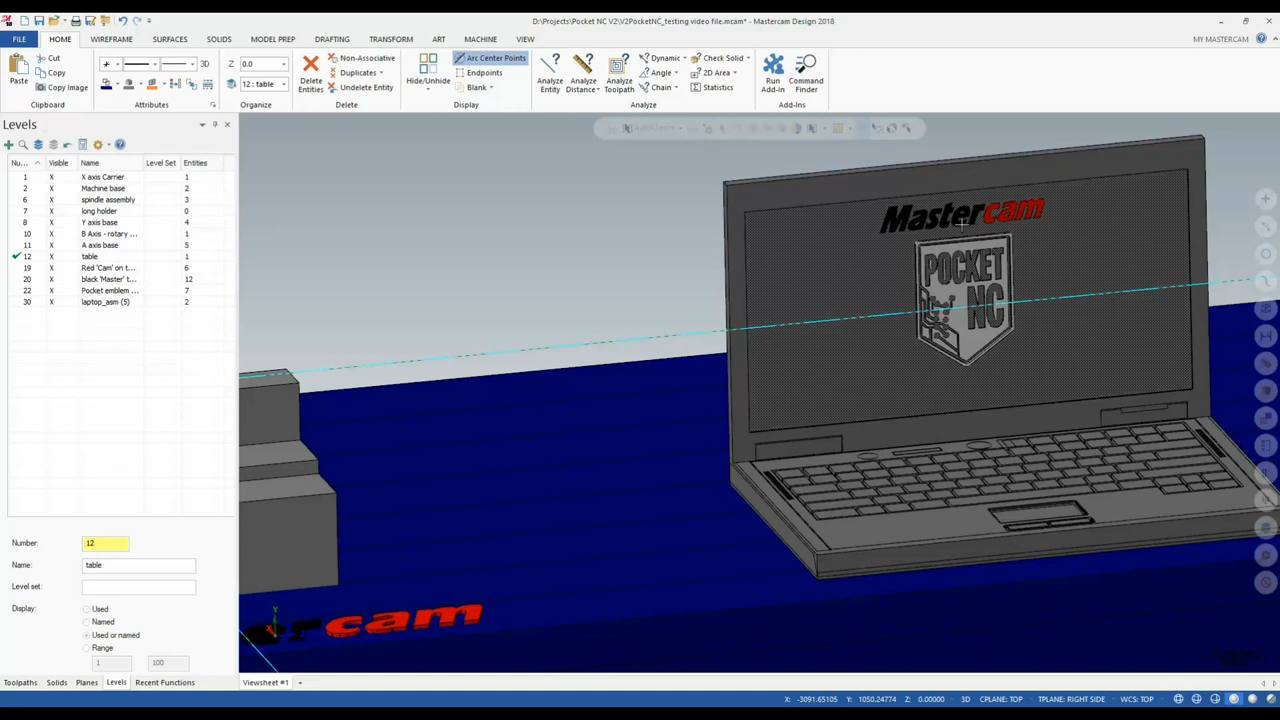 D:\Projects\Pocket NC V2\V2PocketNC_testing video file.mcam* - Mastercam Design 2018
FILE HOME WIREFRAME SURFACES SOLIDS MODEL PREP DRAFTING TRANSFORM ART MACHINE VIEW MY MASTERCAM
Paste
Cut
Copy
Copy Image
Clipboard
3D
Attributes
Z 0.0
12 : table
Organize
Delete Entities
Non-Associative
Duplicates
Undelete Entity
Delete
Hide/Unhide
Arc Center Points
Endpoints
Blank
Display
Analyze Entity
Analyze Distance
Analyze Toolpath
Dynamic
Angle
Chain
Check Solid
2D Area
Statistics
Analyze
Run Add-In
Command Finder
Add-Ins
Levels
AutoCursor
Nu... Visible Name Level Set Entities
1 X X axis Carrier 1
2 X Machine base 2
6 X spindle assembly 3
7 X long holder 0
8 X Y axis base 4
10 X B Axis - rotary ... 1
11 X A axis base 5
12 X table 1
19 X Red 'Cam' on t... 6
20 X black 'Master' t... 12
22 X Pocket emblem ... 7
30 X laptop_asm (5) 2
Mastercam
POCKET
NC
ercam
Y
X
Number: 12
Name: table
Level set:
Display:
Used
Named
Used or named
Range
1 100
Toolpaths Solids Planes Levels Recent Functions
Viewsheet #1 +
X: -3091.65105 Y: 1050.24774 Z: 0.00000 3D CPLANE: TOP TPLANE: RIGHT SIDE WCS: TOP